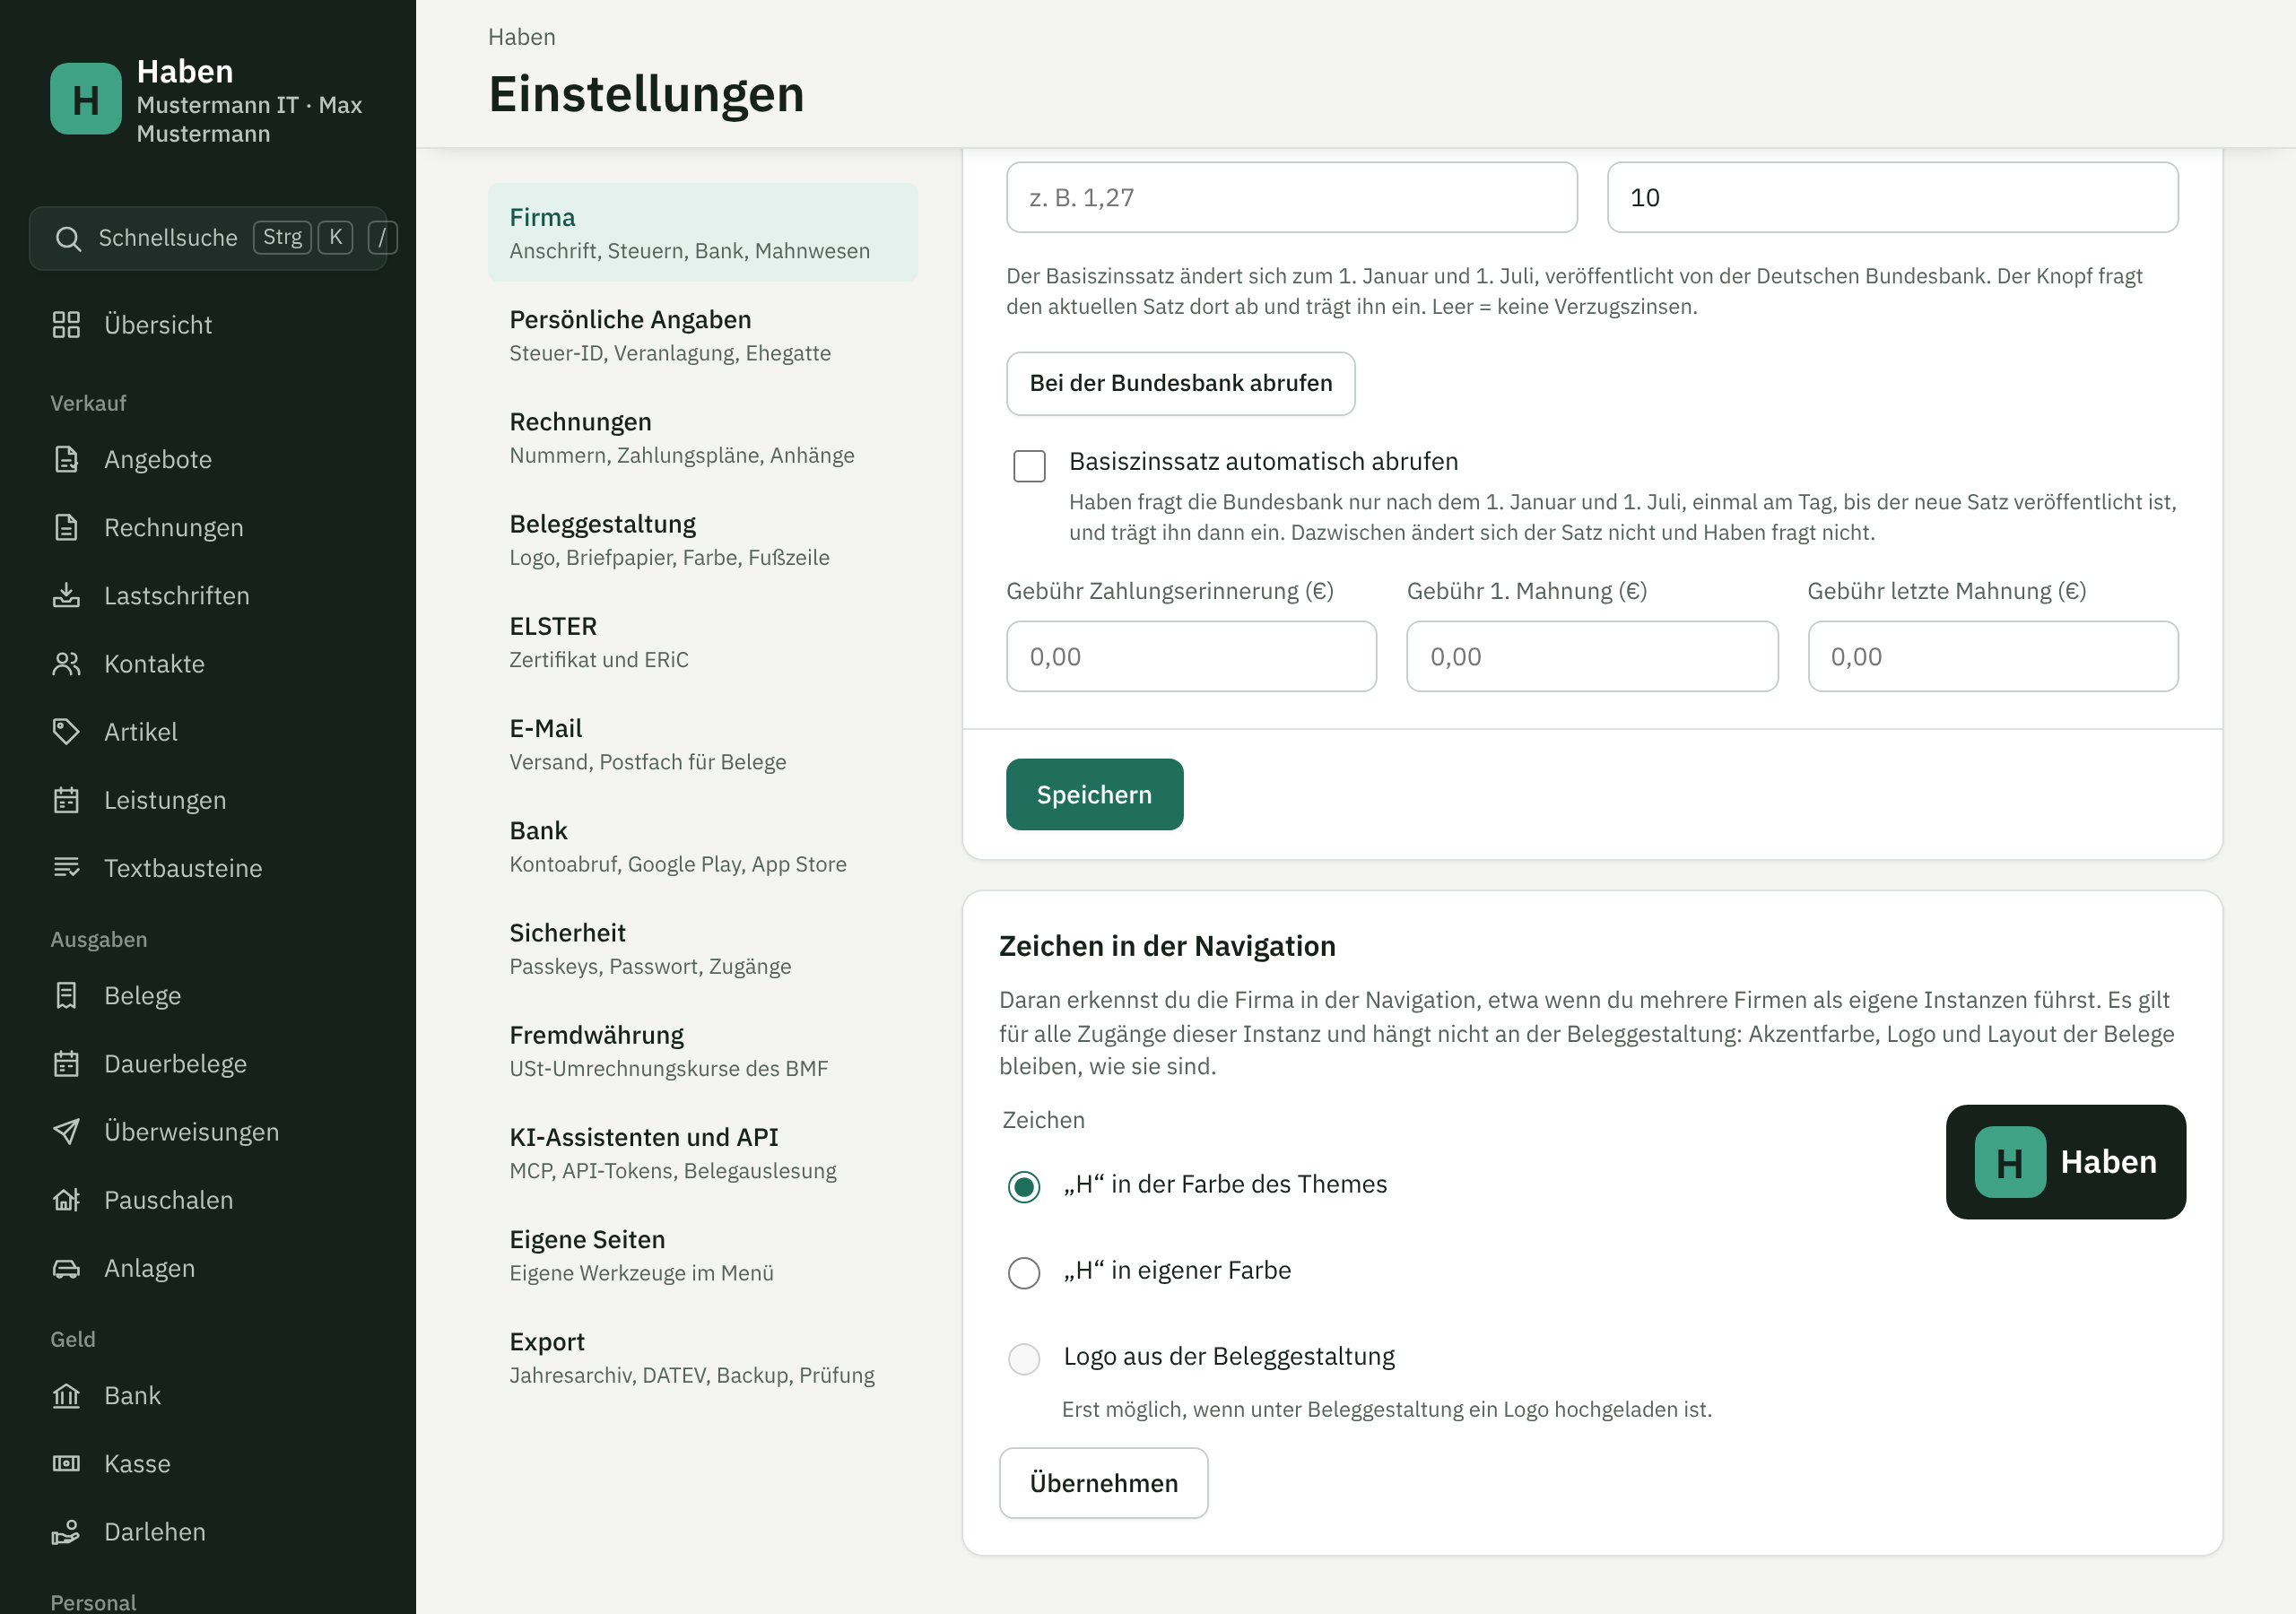 H
Haben
Mustermann IT · Max
Mustermann
Schnellsuche Strg K /
Übersicht
Verkauf
Angebote
Rechnungen
Lastschriften
Kontakte
Artikel
Leistungen
Textbausteine
Ausgaben
Belege
Dauerbelege
Überweisungen
Pauschalen
Anlagen
Geld
Bank
Kasse
Darlehen
Personal
Haben
Einstellungen
Firma
Anschrift, Steuern, Bank, Mahnwesen
Persönliche Angaben
Steuer-ID, Veranlagung, Ehegatte
Rechnungen
Nummern, Zahlungspläne, Anhänge
Beleggestaltung
Logo, Briefpapier, Farbe, Fußzeile
ELSTER
Zertifikat und ERiC
E-Mail
Versand, Postfach für Belege
Bank
Kontoabruf, Google Play, App Store
Sicherheit
Passkeys, Passwort, Zugänge
Fremdwährung
USt-Umrechnungskurse des BMF
KI-Assistenten und API
MCP, API-Tokens, Belegauslesung
Eigene Seiten
Eigene Werkzeuge im Menü
Export
Jahresarchiv, DATEV, Backup, Prüfung
z. B. 1,27
10
Der Basiszinssatz ändert sich zum 1. Januar und 1. Juli, veröffentlicht von der Deutschen Bundesbank. Der Knopf fragt
den aktuellen Satz dort ab und trägt ihn ein. Leer = keine Verzugszinsen.
Bei der Bundesbank abrufen
Basiszinssatz automatisch abrufen
Haben fragt die Bundesbank nur nach dem 1. Januar und 1. Juli, einmal am Tag, bis der neue Satz veröffentlicht ist,
und trägt ihn dann ein. Dazwischen ändert sich der Satz nicht und Haben fragt nicht.
Gebühr Zahlungserinnerung (€)
0,00
Gebühr 1. Mahnung (€)
0,00
Gebühr letzte Mahnung (€)
0,00
Speichern
Zeichen in der Navigation
Daran erkennst du die Firma in der Navigation, etwa wenn du mehrere Firmen als eigene Instanzen führst. Es gilt
für alle Zugänge dieser Instanz und hängt nicht an der Beleggestaltung: Akzentfarbe, Logo und Layout der Belege
bleiben, wie sie sind.
Zeichen
„H“ in der Farbe des Themes
„H“ in eigener Farbe
Logo aus der Beleggestaltung
Erst möglich, wenn unter Beleggestaltung ein Logo hochgeladen ist.
H Haben
Übernehmen